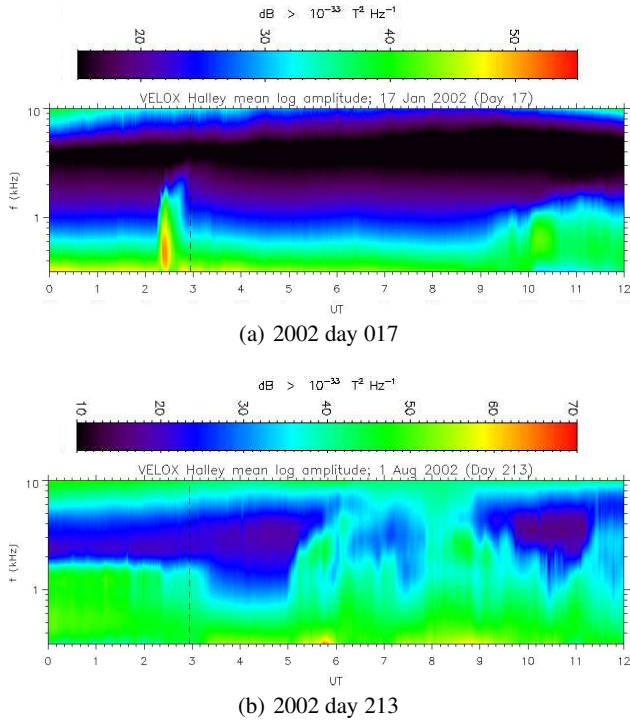 dB > 10⁻³³ T² Hz⁻¹
20 30 40 50
VELOX Halley mean log amplitude; 17 Jan 2002 (Day 17)
10
1
f (kHz)
0 1 2 3 4 5 6 7 8 9 10 11 12
UT
(a) 2002 day 017
dB > 10⁻³³ T² Hz⁻¹
10 20 30 40 50 60 70
VELOX Halley mean log amplitude; 1 Aug 2002 (Day 213)
10
1
f (kHz)
0 1 2 3 4 5 6 7 8 9 10 11 12
UT
(b) 2002 day 213